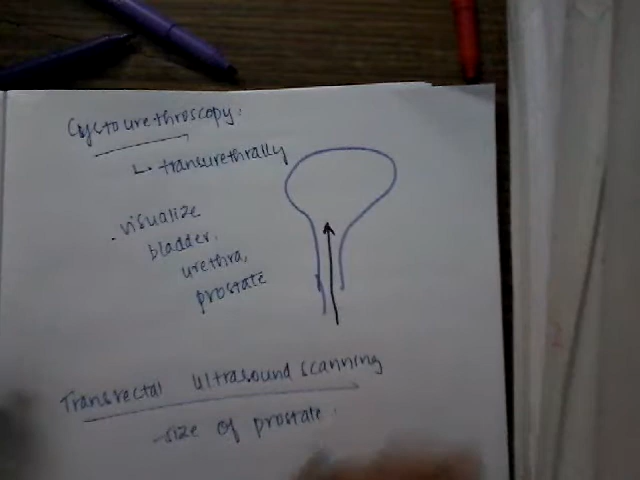 Cystourethroscopy.
↳ transurethrally
. visualize
bladder,
urethra,
prostate
Transrectal ultrasound scanning
- size of prostate.